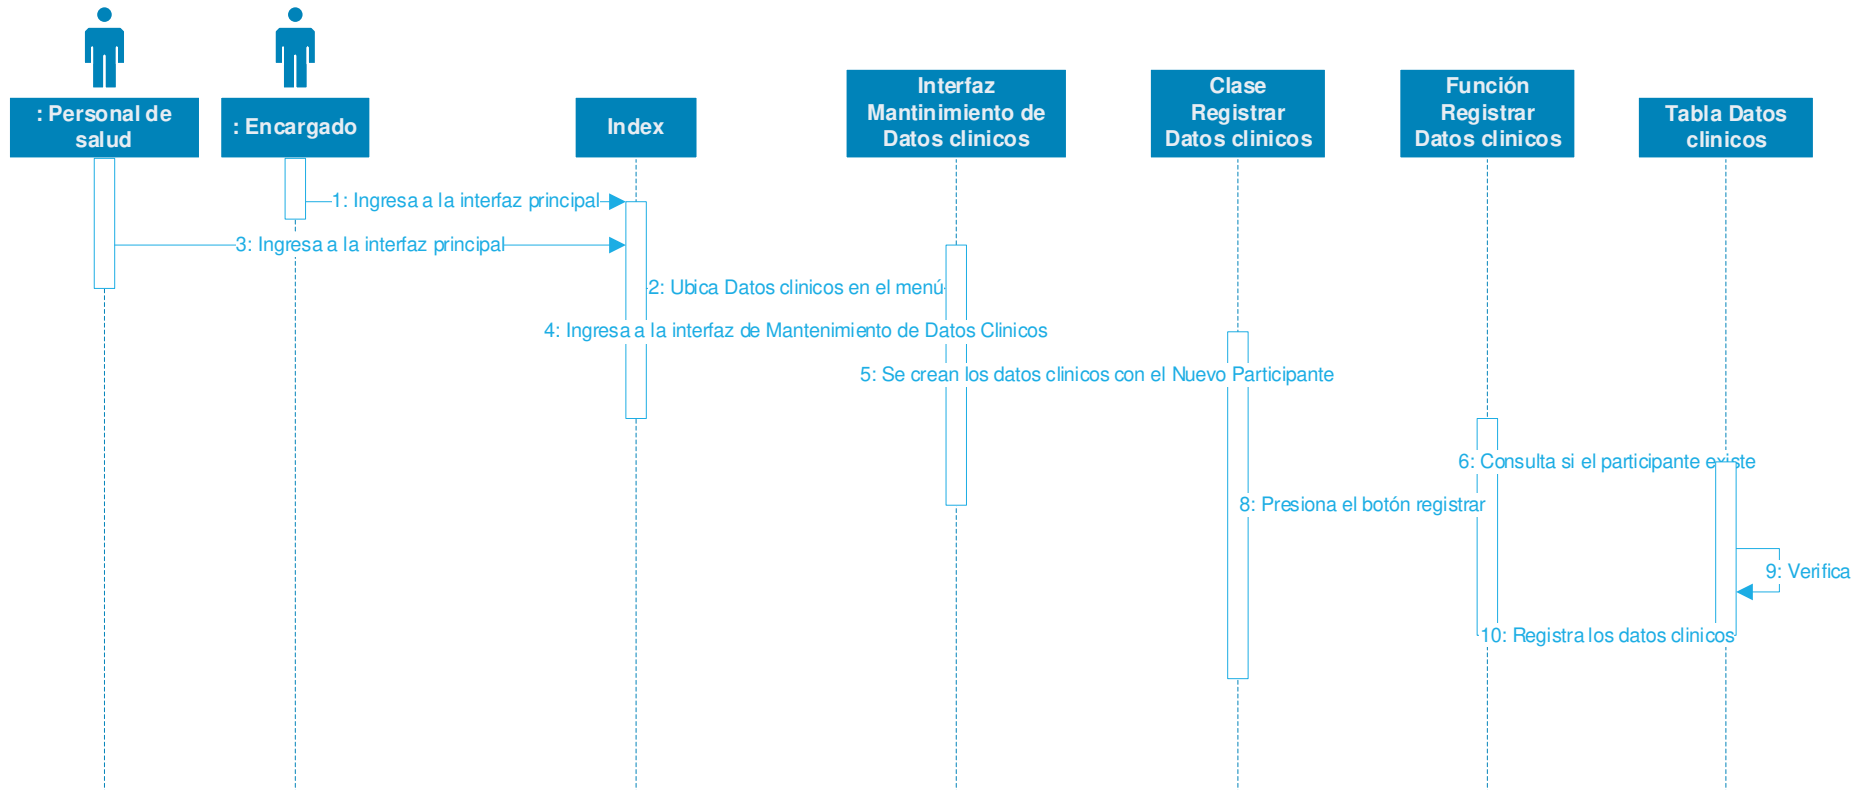 : Personal de
salud
: Encargado
Index
Interfaz
Mantinimiento de
Datos clinicos
Clase
Registrar
Datos clinicos
Función
Registrar
Datos clinicos
Tabla Datos
clinicos
1: Ingresa a la interfaz principal
3: Ingresa a la interfaz principal
2: Ubica Datos clinicos en el menú
4: Ingresa a la interfaz de Mantenimiento de Datos Clinicos
5: Se crean los datos clinicos con el Nuevo Participante
6: Consulta si el participante existe
8: Presiona el botón registrar
9: Verifica
10: Registra los datos clinicos